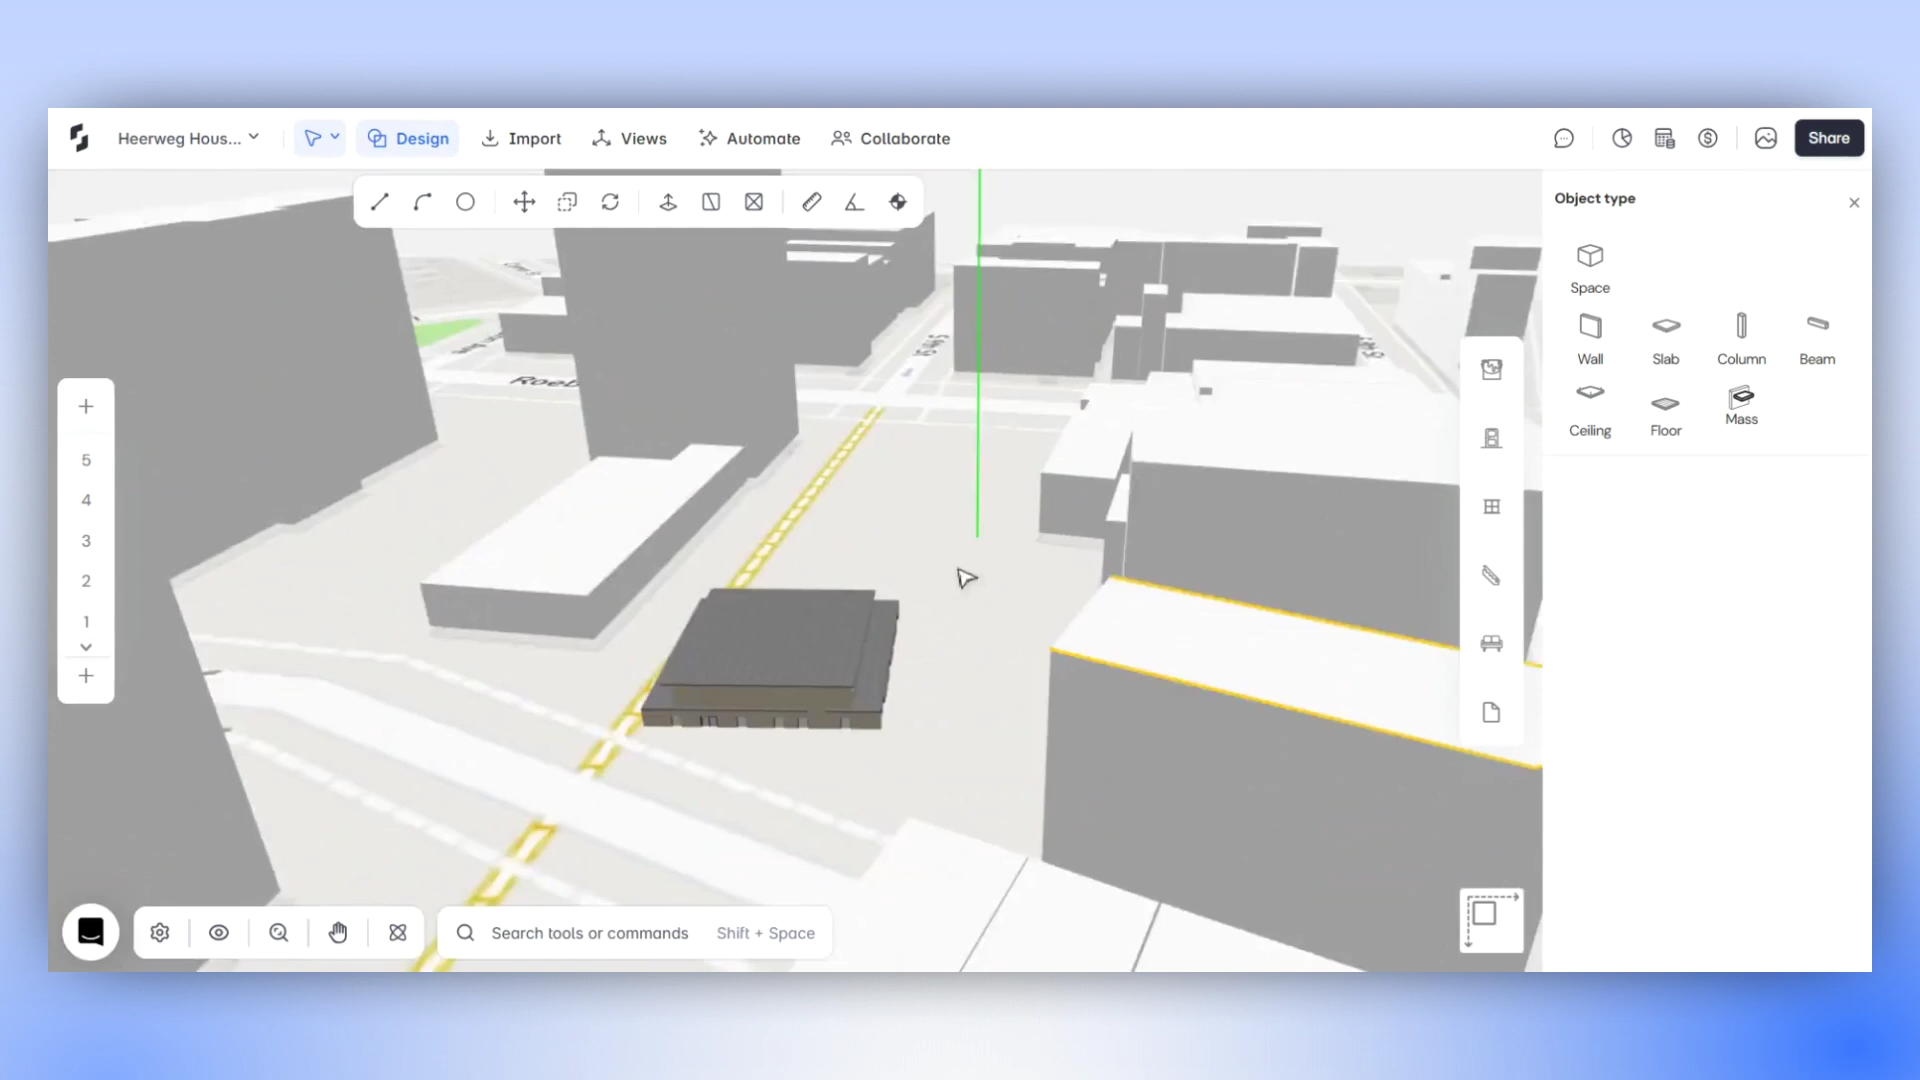 Heerweg Hous...
Design
Import
Views
Automate
Collaborate
Share
Object type
Space
Wall
Slab
Column
Beam
Ceiling
Floor
Mass
5
4
3
2
1
Search tools or commands
Shift + Space